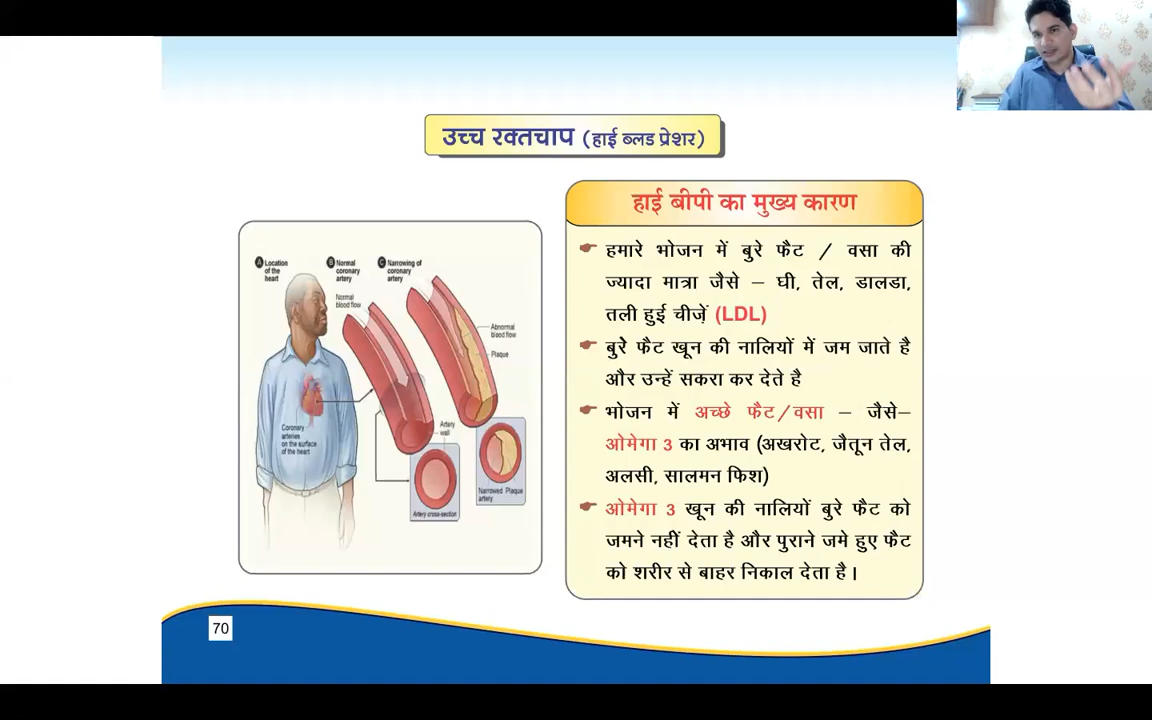 उच्च रक्तचाप (हाई ब्लड प्रेशर)
हाई बीपी का मुख्य कारण
हमारे भोजन में बुरे फैट / वसा की
ज्यादा मात्रा जैसे – घी, तेल, डालडा,
तली हुई चीज़ें (LDL)
बुरे फैट खून की नालियों में जम जाते है
और उन्हें सकरा कर देते है
भोजन में अच्छे फैट/वसा – जैसे–
ओमेगा 3 का अभाव (अखरोट, जैतून तेल,
अलसी, सालमन फिश)
ओमेगा 3 खून की नालियों बुरे फैट को
जमने नहीं देता है और पुराने जमे हुए फैट
को शरीर से बाहर निकाल देता है।
A Location
of the
heart
B Normal
coronary
artery
C Narrowing of
coronary
artery
Normal
blood flow
Abnormal
blood flow
Plaque
Coronary
arteries
on the surface
of the heart
Artery
wall
Artery cross-section
Narrowed Plaque
artery
70